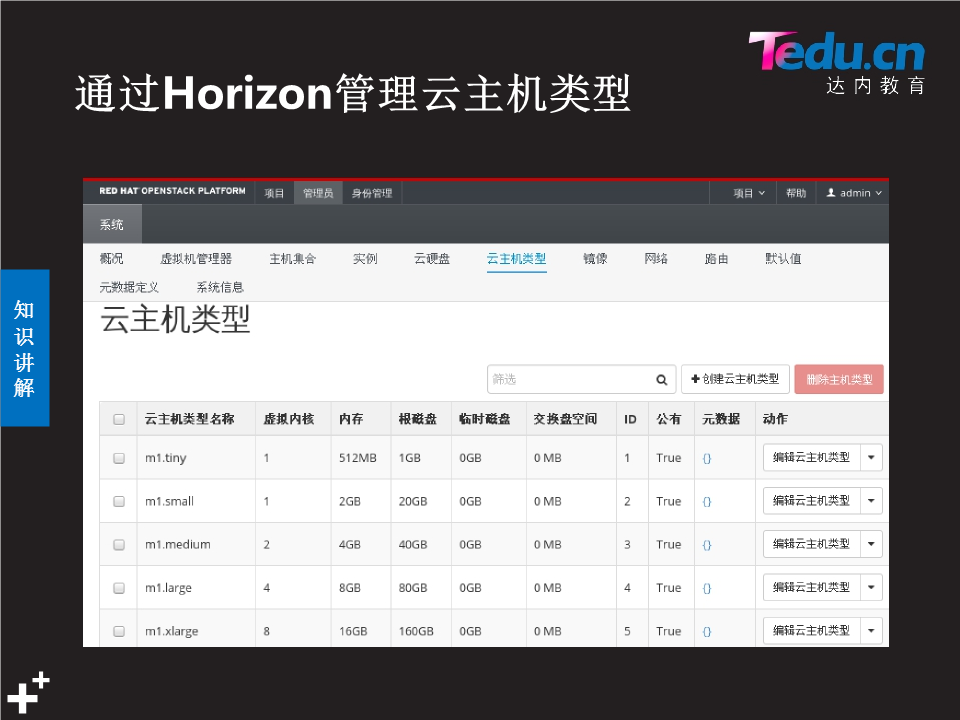 Tedu.cn
达内教育
通过Horizon管理云主机类型
知识讲解
RED HAT OPENSTACK PLATFORM 项目 管理员 身份管理 项目 帮助 admin
系统
概况 虚拟机管理器 主机集合 实例 云硬盘 云主机类型 镜像 网络 路由 默认值
元数据定义 系统信息
云主机类型
筛选 创建云主机类型 删除主机类型
云主机类型名称 虚拟内核 内存 根磁盘 临时磁盘 交换盘空间 ID 公有 元数据 动作
m1.tiny 1 512MB 1GB 0GB 0 MB 1 True {} 编辑云主机类型
m1.small 1 2GB 20GB 0GB 0 MB 2 True {} 编辑云主机类型
m1.medium 2 4GB 40GB 0GB 0 MB 3 True {} 编辑云主机类型
m1.large 4 8GB 80GB 0GB 0 MB 4 True {} 编辑云主机类型
m1.xlarge 8 16GB 160GB 0GB 0 MB 5 True {} 编辑云主机类型